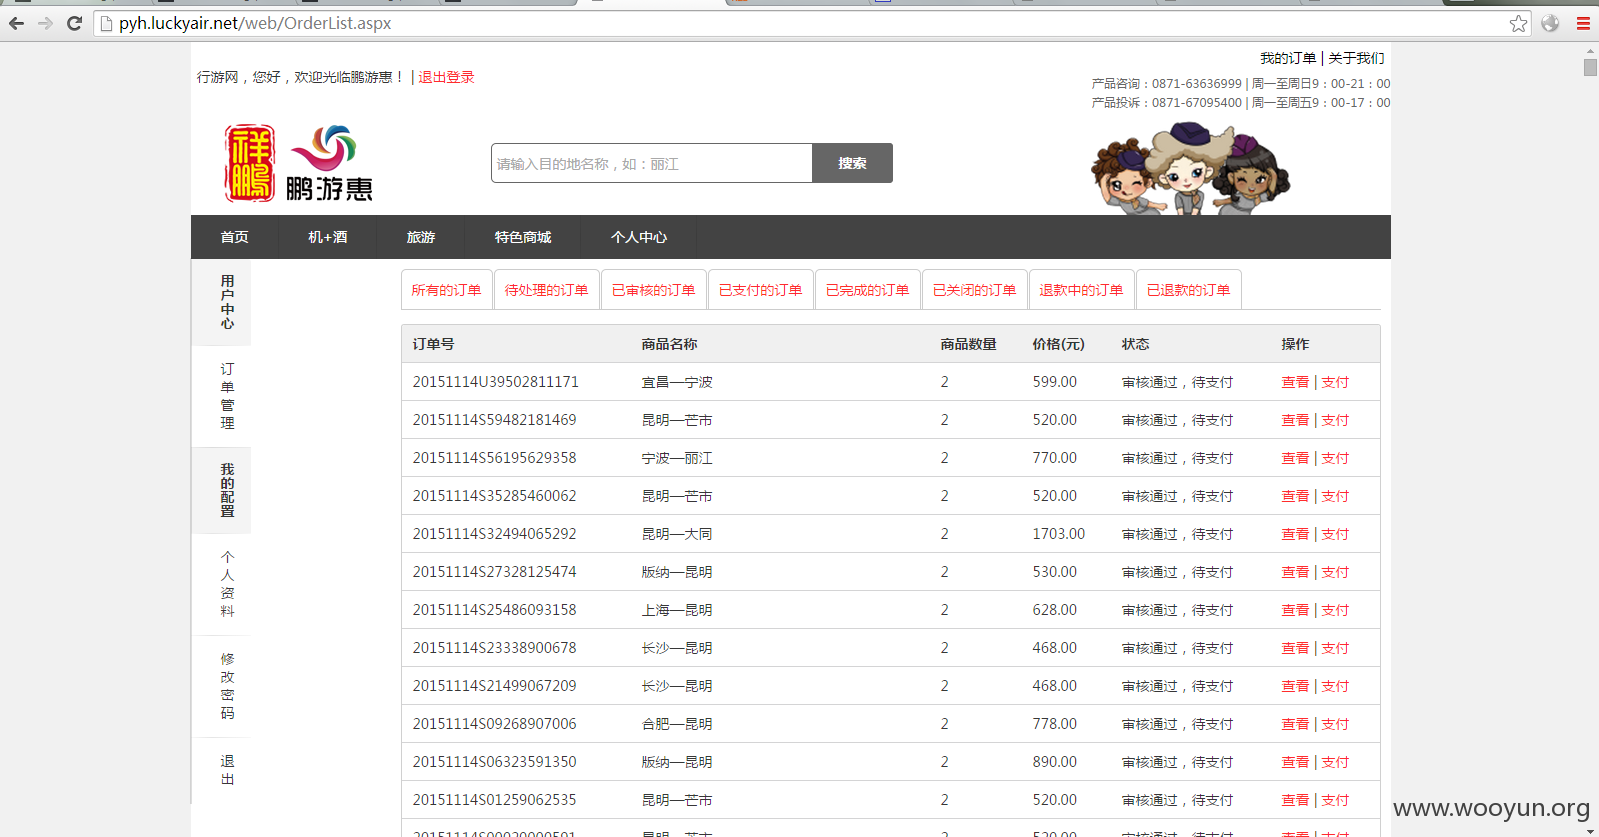 pyh.luckyair.net/web/OrderList.aspx
我的订单 | 关于我们
行游网，您好，欢迎光临鹏游惠！ | 退出登录
产品咨询：0871-63636999 | 周一至周日9：00-21：00
产品投诉：0871-67095400 | 周一至周五9：00-17：00
祥鹏
鹏游惠
请输入目的地名称，如：丽江
搜索
首页 机+酒 旅游 特色商城 个人中心
用户中心
订单管理
我的配置
个人资料
修改密码
退出
所有的订单 待处理的订单 已审核的订单 已支付的订单 已完成的订单 已关闭的订单 退款中的订单 已退款的订单
订单号 商品名称 商品数量 价格(元) 状态 操作
20151114U39502811171 宜昌—宁波 2 599.00 审核通过，待支付 查看 | 支付
20151114S59482181469 昆明—芒市 2 520.00 审核通过，待支付 查看 | 支付
20151114S56195629358 宁波—丽江 2 770.00 审核通过，待支付 查看 | 支付
20151114S35285460062 昆明—芒市 2 520.00 审核通过，待支付 查看 | 支付
20151114S32494065292 昆明—大同 2 1703.00 审核通过，待支付 查看 | 支付
20151114S27328125474 版纳—昆明 2 530.00 审核通过，待支付 查看 | 支付
20151114S25486093158 上海—昆明 2 628.00 审核通过，待支付 查看 | 支付
20151114S23338900678 长沙—昆明 2 468.00 审核通过，待支付 查看 | 支付
20151114S21499067209 长沙—昆明 2 468.00 审核通过，待支付 查看 | 支付
20151114S09268907006 合肥—昆明 2 778.00 审核通过，待支付 查看 | 支付
20151114S06323591350 版纳—昆明 2 890.00 审核通过，待支付 查看 | 支付
20151114S01259062535 昆明—芒市 2 520.00 审核通过，待支付 查看 | 支付
www.wooyun.org